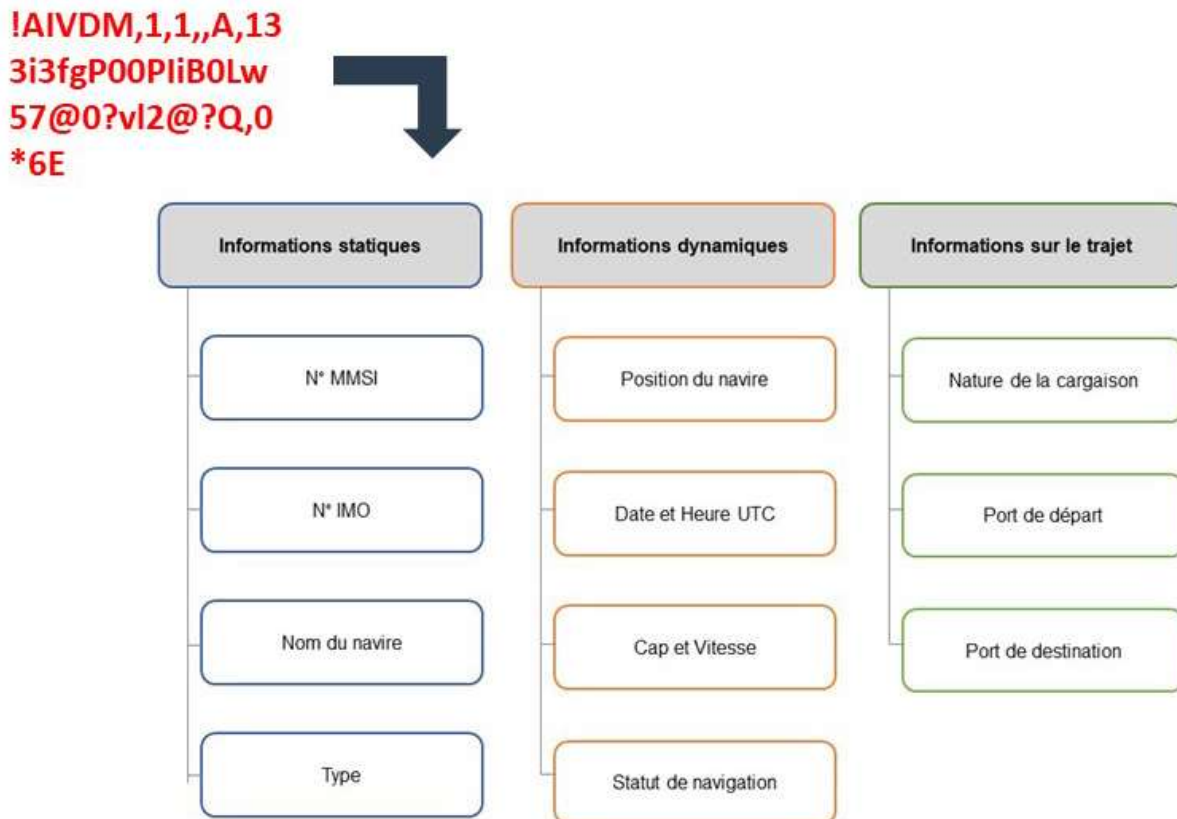 !AIVDM,1,1,,A,13
3i3fgP00PIiB0Lw
57@0?vl2@?Q,0
*6E
Informations statiques
Informations dynamiques
Informations sur le trajet
N° MMSI
Position du navire
Nature de la cargaison
N° IMO
Date et Heure UTC
Port de départ
Nom du navire
Cap et Vitesse
Port de destination
Type
Statut de navigation